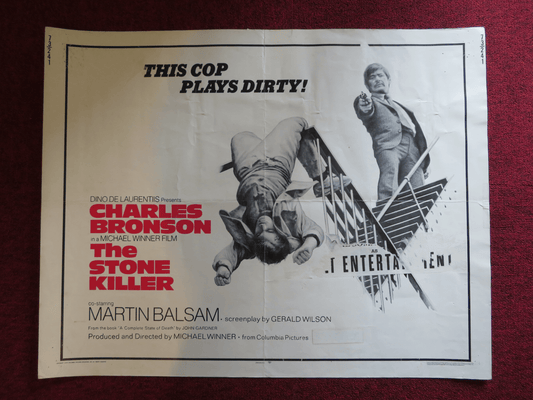 THIS COP
PLAYS DIRTY!
DINO DE LAURENTIIS Presents
CHARLES
BRONSON
in a MICHAEL WINNER FILM
The
STONE
KILLER
co-starring
MARTIN BALSAM · screenplay by GERALD WILSON
From the book "A Complete State of Death" by JOHN GARDNER
Produced and Directed by MICHAEL WINNER · from Columbia Pictures